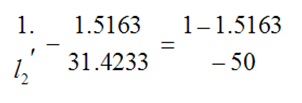 1. / l₂′ − 1.5163 / 31.4233 = 1−1.5163 / −50